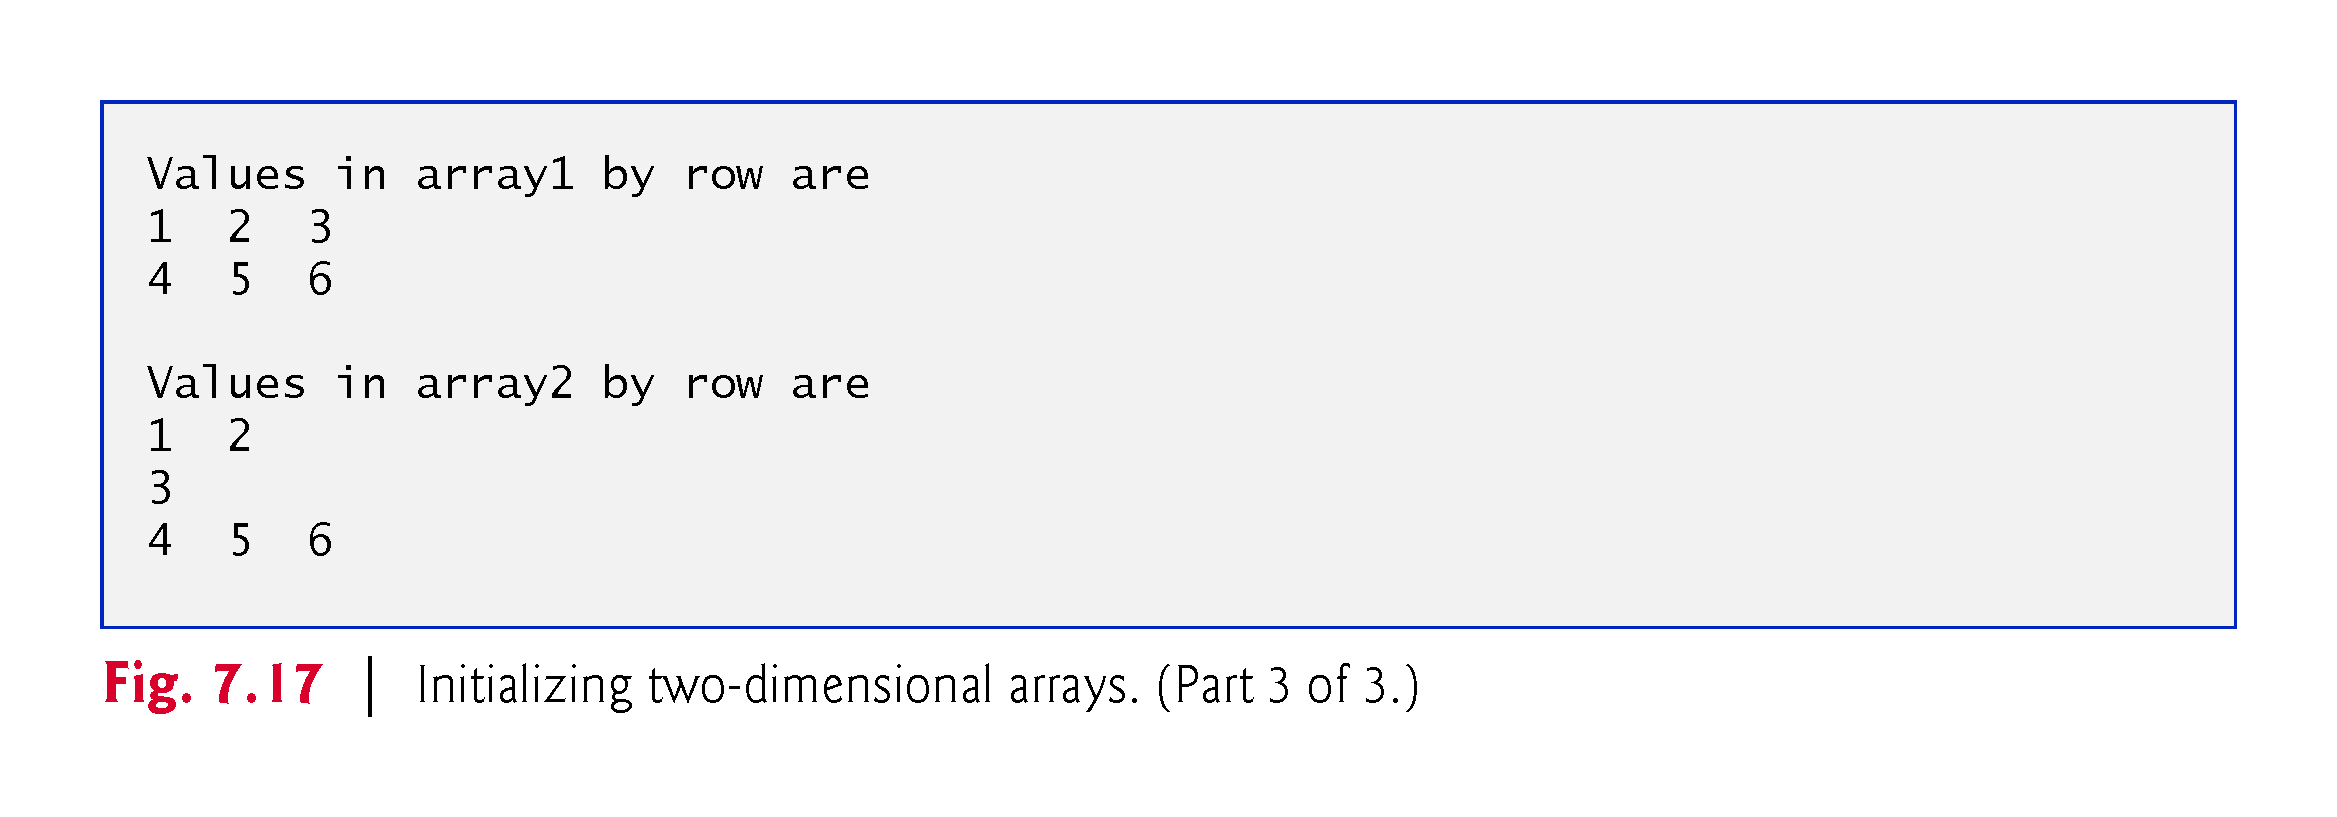 Values in array1 by row are
1  2  3
4  5  6
Values in array2 by row are
1  2
3
4  5  6
Fig. 7.17 | Initializing two-dimensional arrays. (Part 3 of 3.)